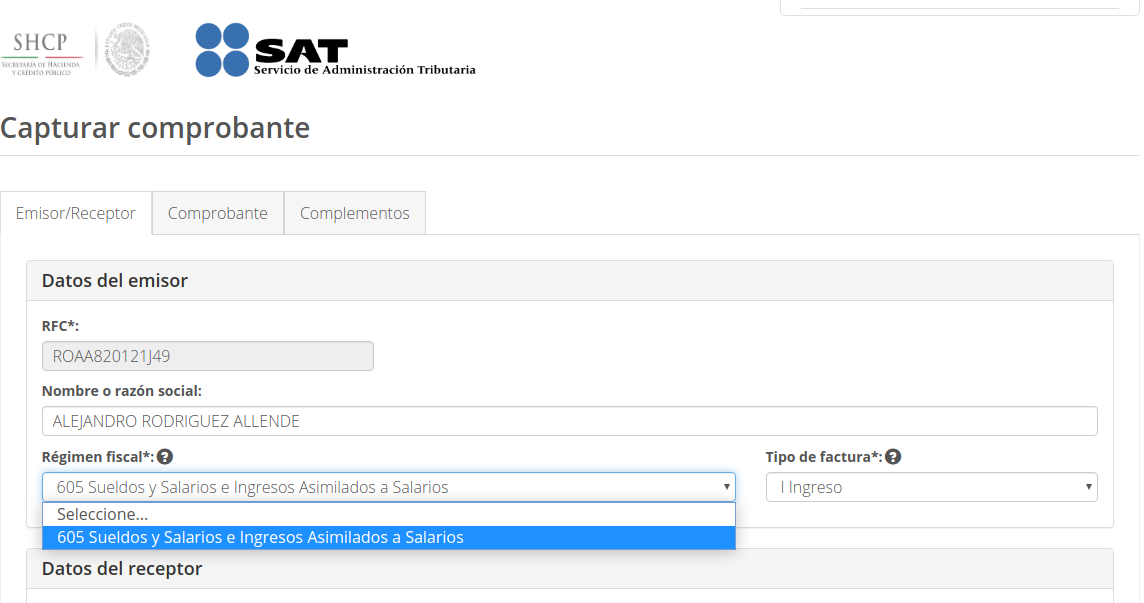 SHCP
SECRETARÍA DE HACIENDA
Y CRÉDITO PÚBLICO
SAT
Servicio de Administración Tributaria
Capturar comprobante
Emisor/Receptor
Comprobante
Complementos
Datos del emisor
RFC*:
ROAA820121J49
Nombre o razón social:
ALEJANDRO RODRIGUEZ ALLENDE
Régimen fiscal*: ?
Tipo de factura*: ?
605 Sueldos y Salarios e Ingresos Asimilados a Salarios
I Ingreso
Seleccione...
605 Sueldos y Salarios e Ingresos Asimilados a Salarios
Datos del receptor